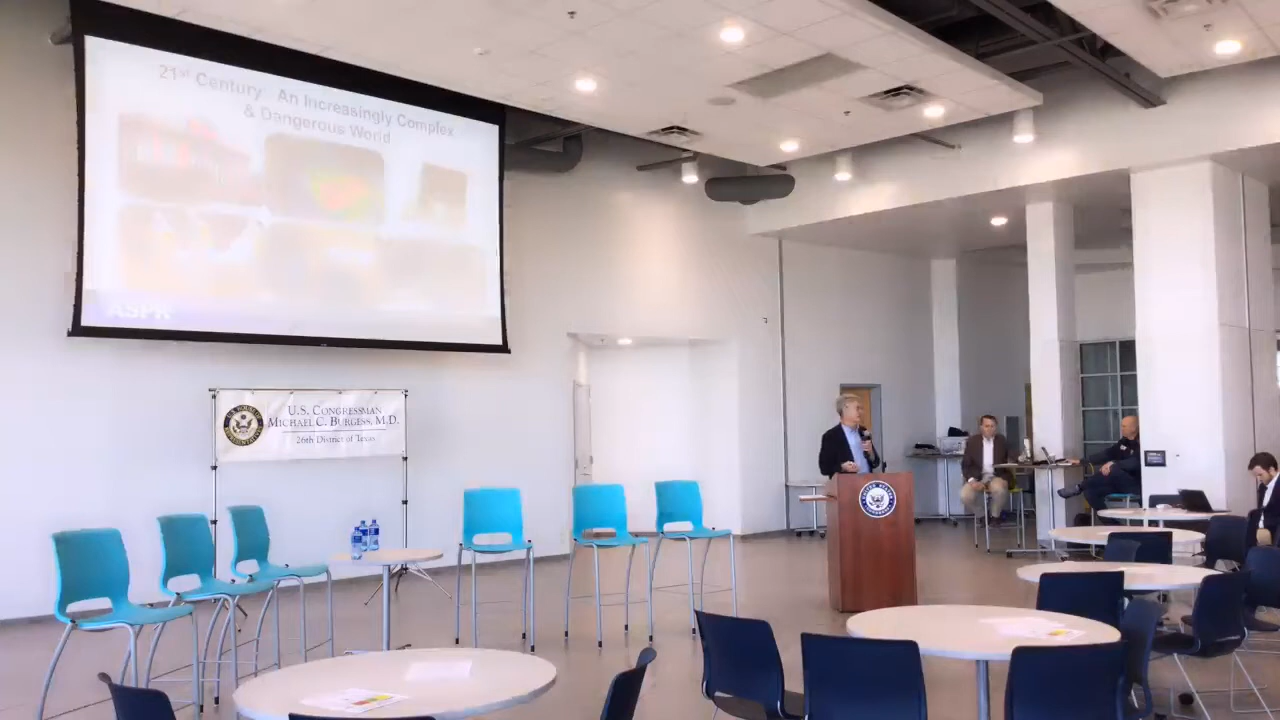 21st Century: An Increasingly Complex
& Dangerous World
ASPR
U.S. CONGRESSMAN
MICHAEL C. BURGESS, M.D.
26th District of Texas